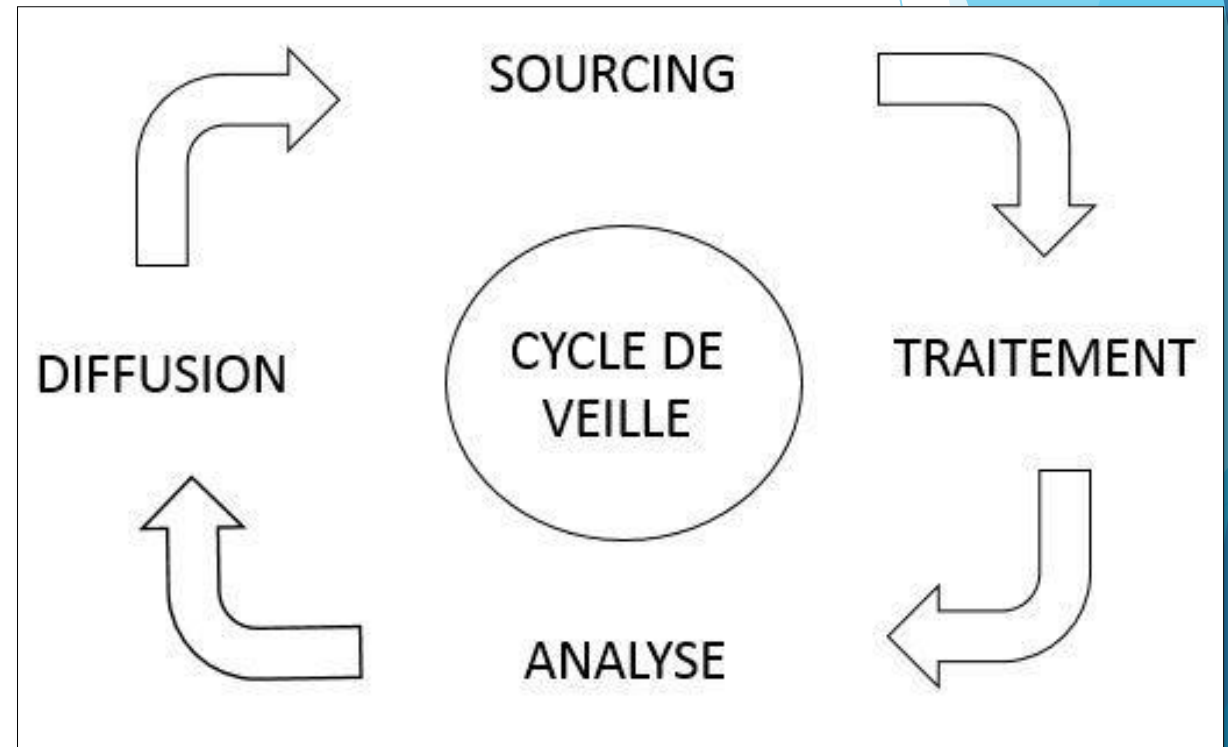 SOURCING
TRAITEMENT
CYCLE DE
VEILLE
DIFFUSION
ANALYSE